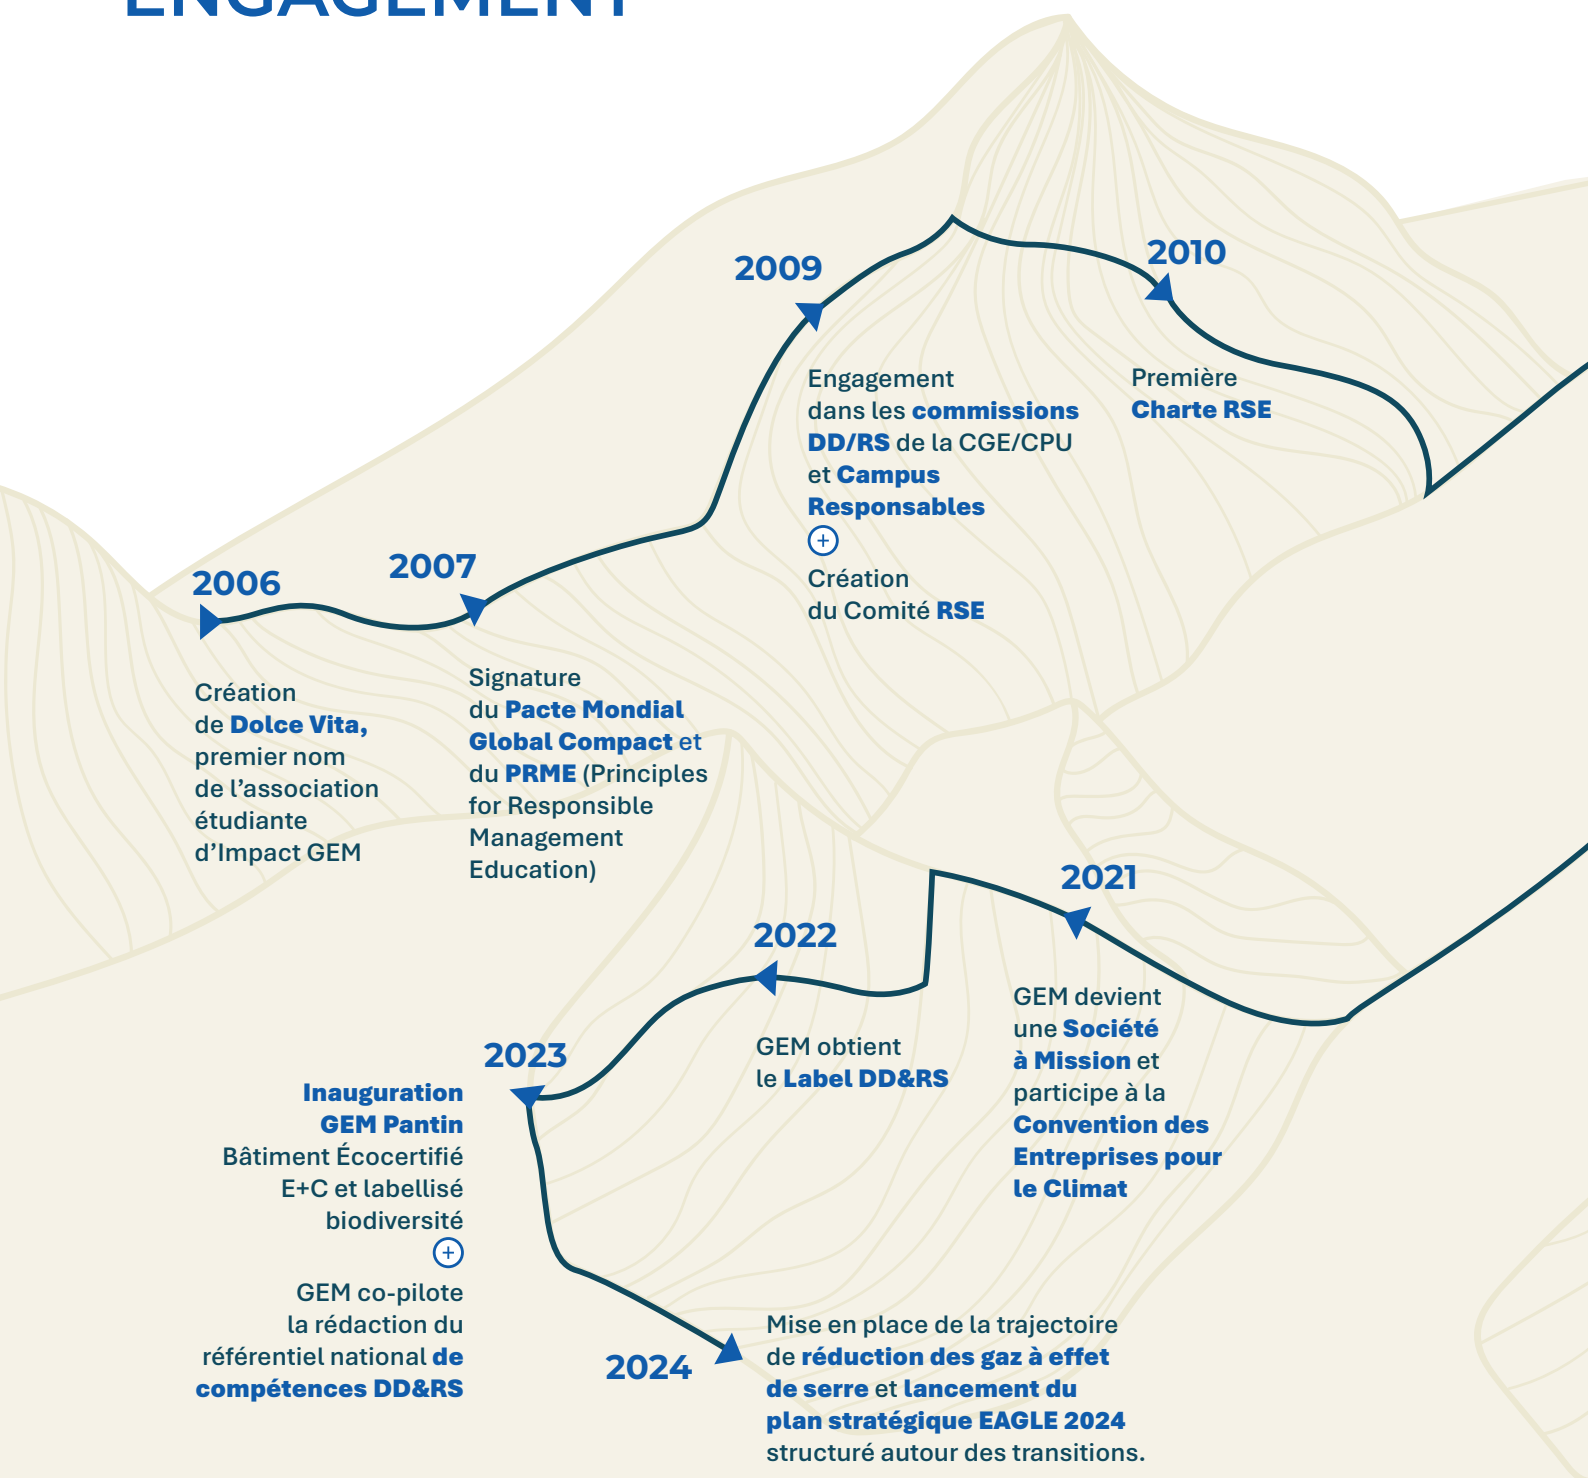 ENGAGEMENT
2006
Création
de Dolce Vita,
premier nom
de l’association
étudiante
d’Impact GEM
2007
Signature
du Pacte Mondial
Global Compact et
du PRME (Principles
for Responsible
Management
Education)
2009
Engagement
dans les commissions
DD/RS de la CGE/CPU
et Campus
Responsables
+
Création
du Comité RSE
2010
Première
Charte RSE
2021
GEM devient
une Société
à Mission et
participe à la
Convention des
Entreprises pour
le Climat
2022
GEM obtient
le Label DD&RS
2023
Inauguration
GEM Pantin
Bâtiment Écocertifié
E+C et labellisé
biodiversité
+
GEM co-pilote
la rédaction du
référentiel national de
compétences DD&RS
2024
Mise en place de la trajectoire
de réduction des gaz à effet
de serre et lancement du
plan stratégique EAGLE 2024
structuré autour des transitions.